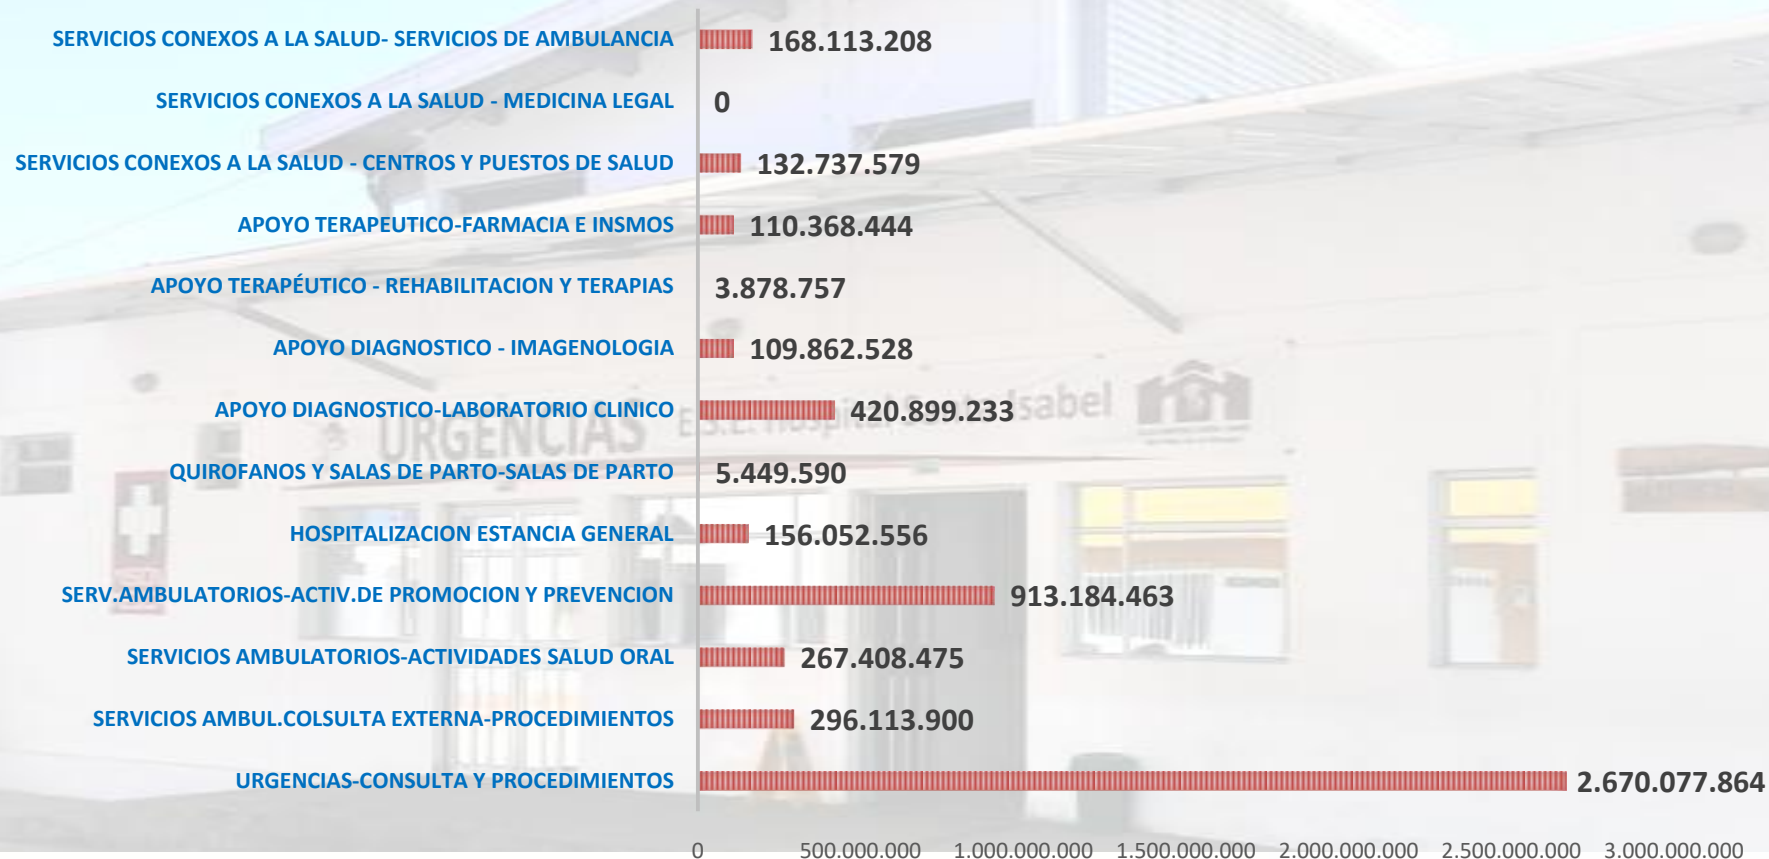 SERVICIOS CONEXOS A LA SALUD- SERVICIOS DE AMBULANCIA 168.113.208
SERVICIOS CONEXOS A LA SALUD - MEDICINA LEGAL 0
SERVICIOS CONEXOS A LA SALUD - CENTROS Y PUESTOS DE SALUD 132.737.579
APOYO TERAPEUTICO-FARMACIA E INSMOS 110.368.444
APOYO TERAPÉUTICO - REHABILITACION Y TERAPIAS 3.878.757
APOYO DIAGNOSTICO - IMAGENOLOGIA 109.862.528
APOYO DIAGNOSTICO-LABORATORIO CLINICO 420.899.233
URGENCIAS E.S.E. Hospital Santa Isabel
QUIROFANOS Y SALAS DE PARTO-SALAS DE PARTO 5.449.590
HOSPITALIZACION ESTANCIA GENERAL 156.052.556
SERV.AMBULATORIOS-ACTIV.DE PROMOCION Y PREVENCION 913.184.463
SERVICIOS AMBULATORIOS-ACTIVIDADES SALUD ORAL 267.408.475
SERVICIOS AMBUL.COLSULTA EXTERNA-PROCEDIMIENTOS 296.113.900
URGENCIAS-CONSULTA Y PROCEDIMIENTOS 2.670.077.864
0 500.000.000 1.000.000.000 1.500.000.000 2.000.000.000 2.500.000.000 3.000.000.000